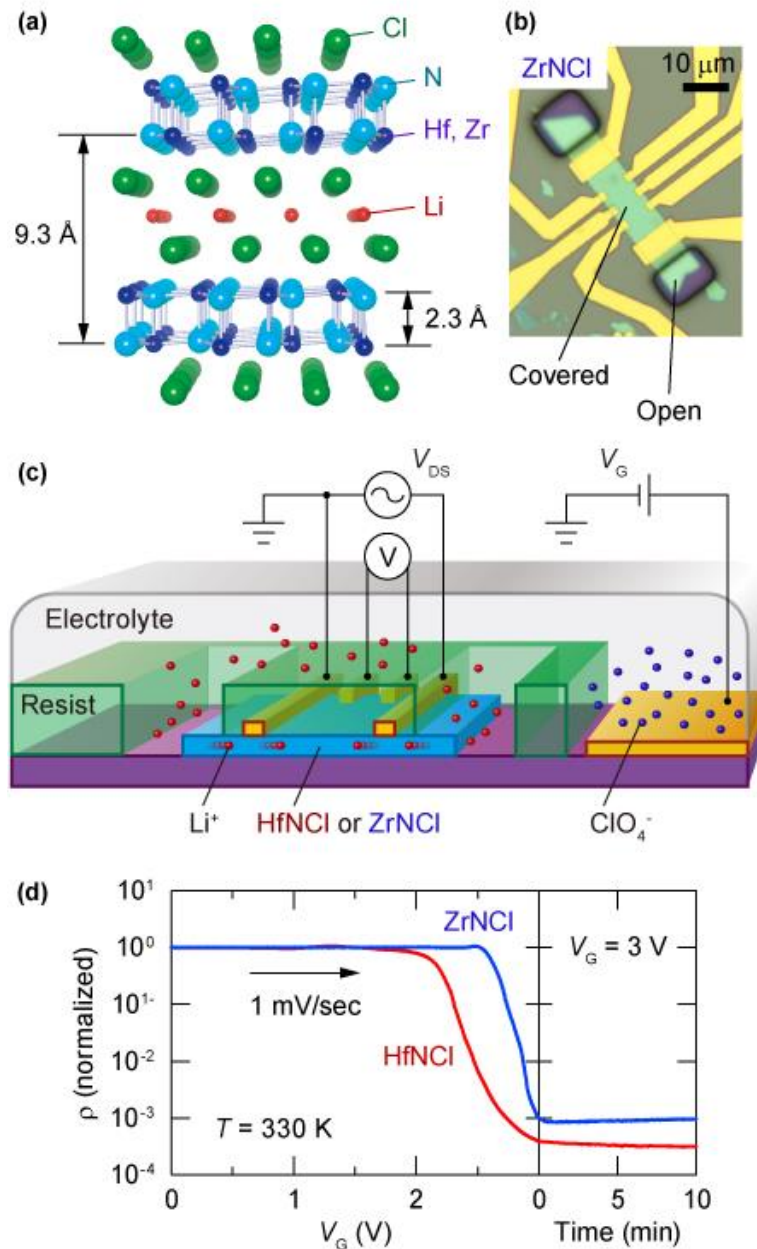 (a)
Cl
N
Hf, Zr
Li
9.3 Å
2.3 Å
(b)
ZrNCl
10 μm
Covered
Open
(c)
V_DS
V_G
V
Electrolyte
Resist
Li⁺
HfNCl or ZrNCl
ClO₄⁻
(d)
10¹
10⁰
10¹⁻
10⁻²
10⁻³
10⁻⁴
ρ (normalized)
ZrNCl
V_G = 3 V
1 mV/sec
HfNCl
T = 330 K
0 1 2 0 5 10
V_G (V) Time (min)